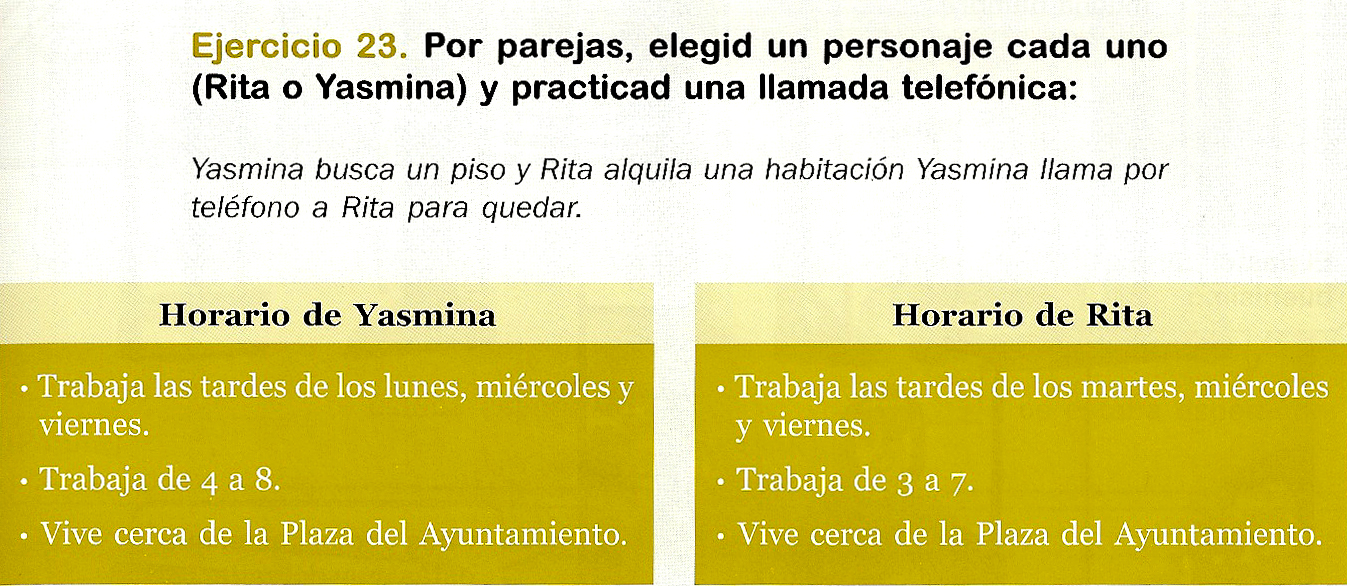 Ejercicio 23. Por parejas, elegid un personaje cada uno
(Rita o Yasmina) y practicad una llamada telefónica:
Yasmina busca un piso y Rita alquila una habitación Yasmina llama por
teléfono a Rita para quedar.
Horario de Yasmina
• Trabaja las tardes de los lunes, miércoles y
viernes.
• Trabaja de 4 a 8.
• Vive cerca de la Plaza del Ayuntamiento.
Horario de Rita
• Trabaja las tardes de los martes, miércoles
y viernes.
• Trabaja de 3 a 7.
• Vive cerca de la Plaza del Ayuntamiento.